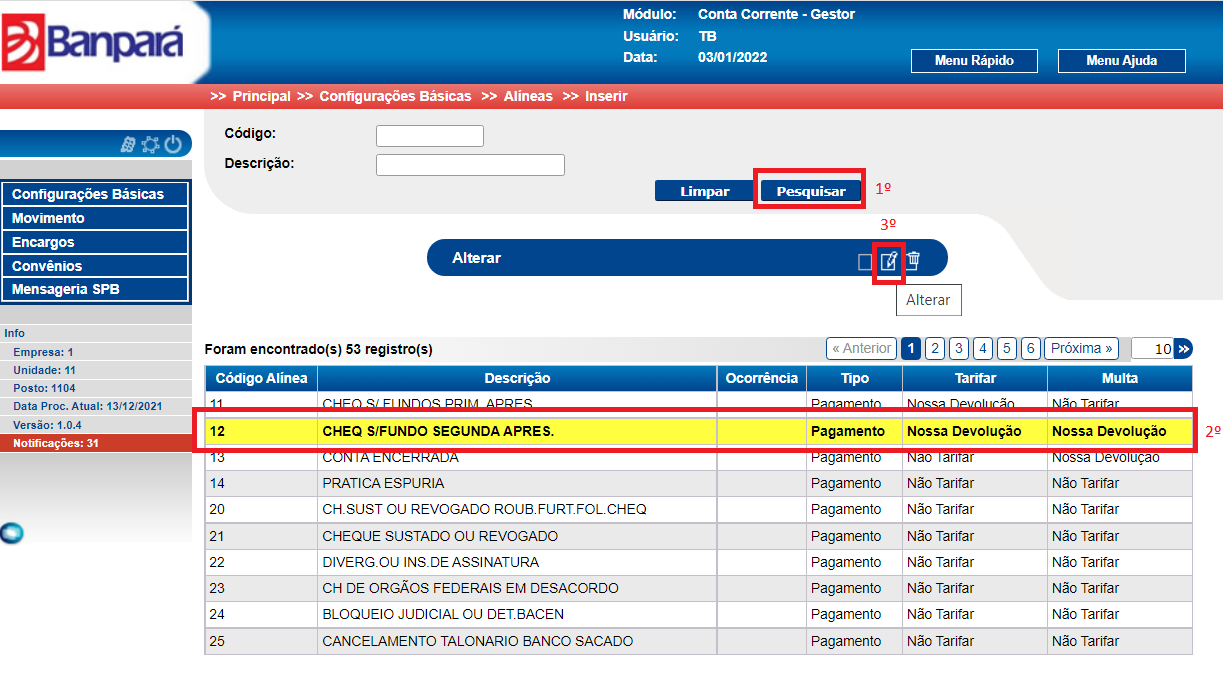 Banpará
Módulo: Conta Corrente - Gestor
Usuário: TB
Data: 03/01/2022
Menu Rápido Menu Ajuda
>> Principal >> Configurações Básicas >> Alíneas >> Inserir
Código:
Descrição:
Limpar Pesquisar 1º
3º
Alterar
Alterar
Configurações Básicas
Movimento
Encargos
Convênios
Mensageria SPB
Info
Empresa: 1
Unidade: 11
Posto: 1104
Data Proc. Atual: 13/12/2021
Versão: 1.0.4
Notificações: 31
Foram encontrado(s) 53 registro(s) « Anterior 1 2 3 4 5 6 Próxima » 10 »
Código Alínea Descrição Ocorrência Tipo Tarifar Multa
11 CHEQ S/ FUNDOS PRIM. APRES Pagamento Nossa Devolução Não Tarifar
12 CHEQ S/FUNDO SEGUNDA APRES. Pagamento Nossa Devolução Nossa Devolução 2º
13 CONTA ENCERRADA Pagamento Não Tarifar Nossa Devolução
14 PRATICA ESPURIA Pagamento Não Tarifar Não Tarifar
20 CH.SUST OU REVOGADO ROUB.FURT.FOL.CHEQ Pagamento Não Tarifar Não Tarifar
21 CHEQUE SUSTADO OU REVOGADO Pagamento Não Tarifar Não Tarifar
22 DIVERG.OU INS.DE ASSINATURA Pagamento Não Tarifar Não Tarifar
23 CH DE ORGÃOS FEDERAIS EM DESACORDO Pagamento Não Tarifar Não Tarifar
24 BLOQUEIO JUDICIAL OU DET.BACEN Pagamento Não Tarifar Não Tarifar
25 CANCELAMENTO TALONARIO BANCO SACADO Pagamento Não Tarifar Não Tarifar